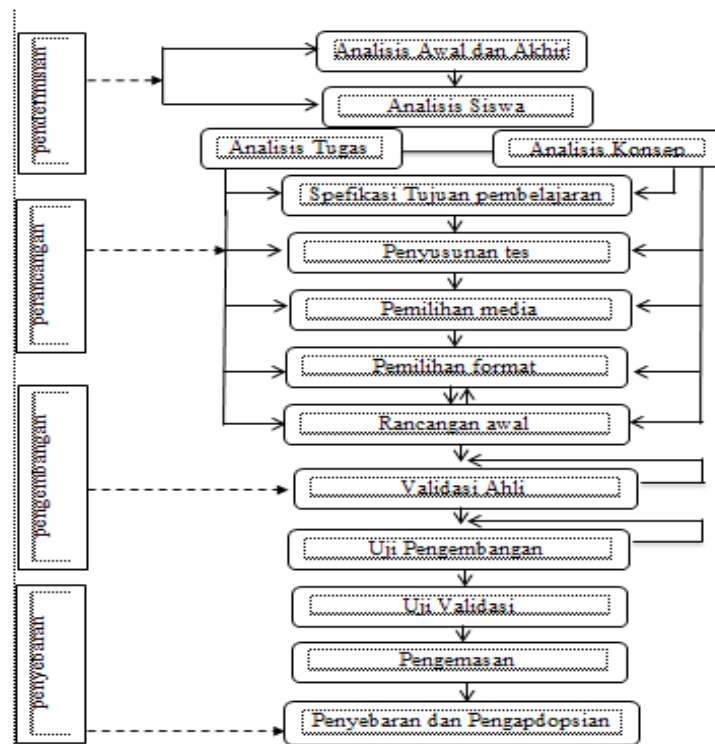 pendefinisian
Analisis Awal dan Akhir
Analisis Siswa
Analisis Tugas
Analisis Konsep
perancangan
Spefikasi Tujuan pembelajaran
Penyusunan tes
Pemilihan media
Pemilihan format
Rancangan awal
pengembangan
Validasi Ahli
Uji Pengembangan
penyebaran
Uji Validasi
Pengemasan
Penyebaran dan Pengapdopsian